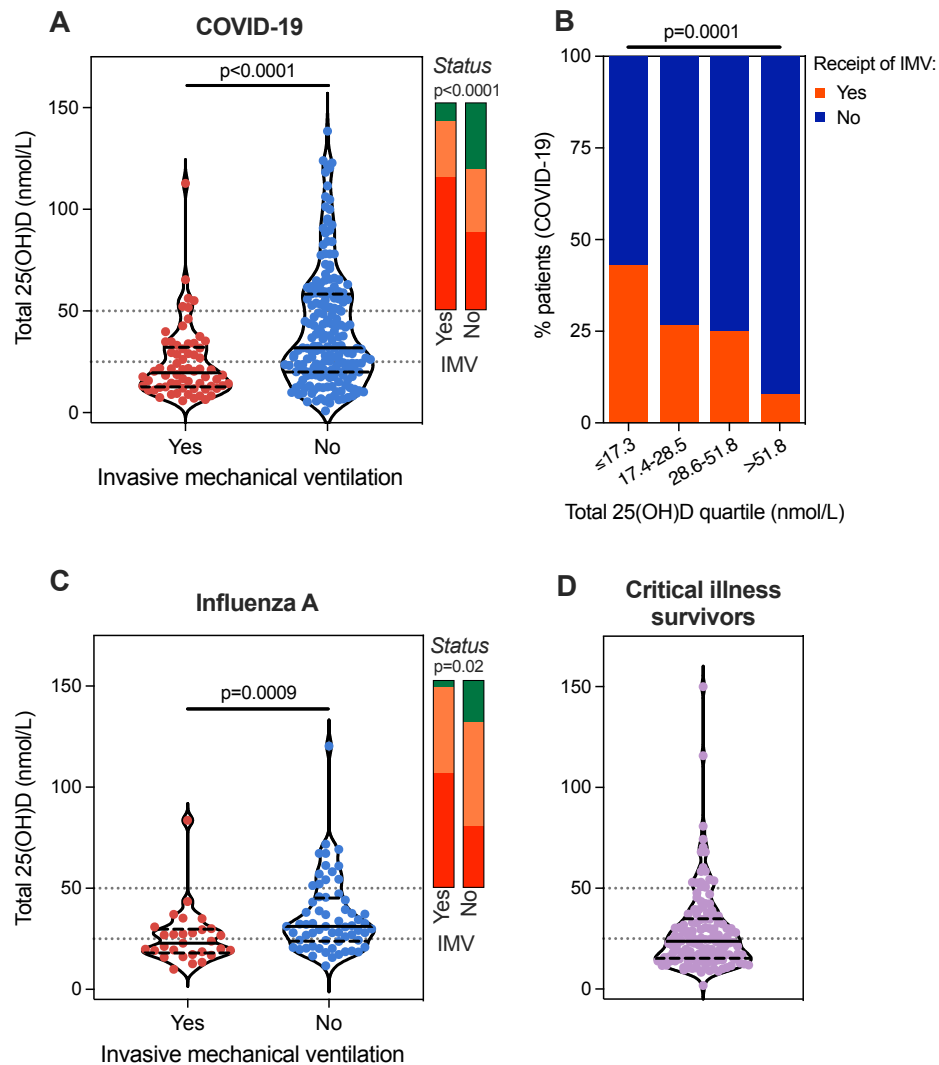 A
COVID-19
p<0.0001
Status
p<0.0001
150
100
50
0
Total 25(OH)D (nmol/L)
Yes
No
Yes
No
IMV
Invasive mechanical ventilation
B
p=0.0001
Receipt of IMV:
Yes
No
100
75
50
25
0
% patients (COVID-19)
≤17.3
17.4-28.5
28.6-51.8
>51.8
Total 25(OH)D quartile (nmol/L)
C
Influenza A
p=0.0009
Status
p=0.02
150
100
50
0
Total 25(OH)D (nmol/L)
Yes
No
Yes
No
IMV
Invasive mechanical ventilation
D
Critical illness
survivors
150
100
50
0